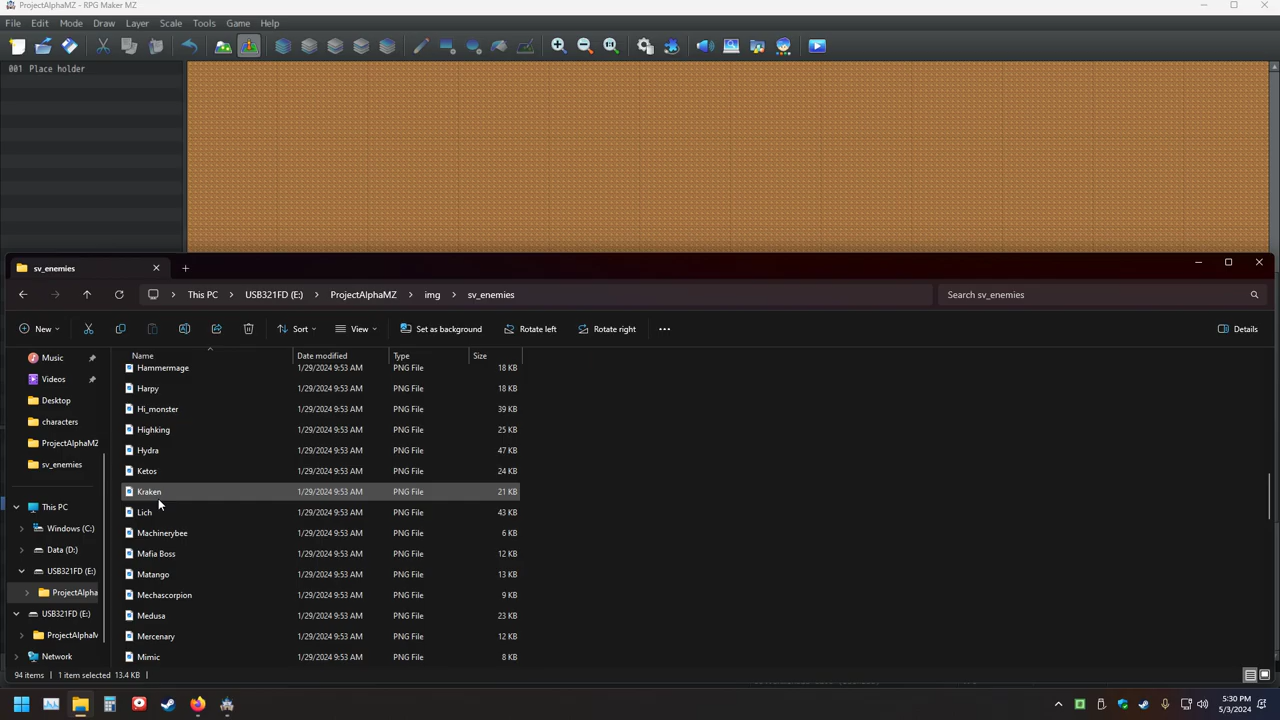 ProjectAlphaMZ - RPG Maker MZ
File Edit Mode Draw Layer Scale Tools Game Help
001 Place holder
sv_enemies
This PC USB321FD (E:) ProjectAlphaMZ img sv_enemies
Search sv_enemies
New Sort View Set as background Rotate left Rotate right Details
Name Date modified Type Size
Music
Videos
Desktop
characters
ProjectAlphaMZ
sv_enemies
This PC
Windows (C:)
Data (D:)
USB321FD (E:)
ProjectAlpha
USB321FD (E:)
ProjectAlphaM
Network
Hammermage 1/29/2024 9:53 AM PNG File 18 KB
Harpy 1/29/2024 9:53 AM PNG File 18 KB
Hi_monster 1/29/2024 9:53 AM PNG File 39 KB
Highking 1/29/2024 9:53 AM PNG File 25 KB
Hydra 1/29/2024 9:53 AM PNG File 47 KB
Ketos 1/29/2024 9:53 AM PNG File 24 KB
Kraken 1/29/2024 9:53 AM PNG File 21 KB
Lich 1/29/2024 9:53 AM PNG File 43 KB
Machinerybee 1/29/2024 9:53 AM PNG File 6 KB
Mafia Boss 1/29/2024 9:53 AM PNG File 12 KB
Matango 1/29/2024 9:53 AM PNG File 13 KB
Mechascorpion 1/29/2024 9:53 AM PNG File 9 KB
Medusa 1/29/2024 9:53 AM PNG File 23 KB
Mercenary 1/29/2024 9:53 AM PNG File 12 KB
Mimic 1/29/2024 9:53 AM PNG File 8 KB
94 items 1 item selected 13.4 KB
5:30 PM
5/3/2024